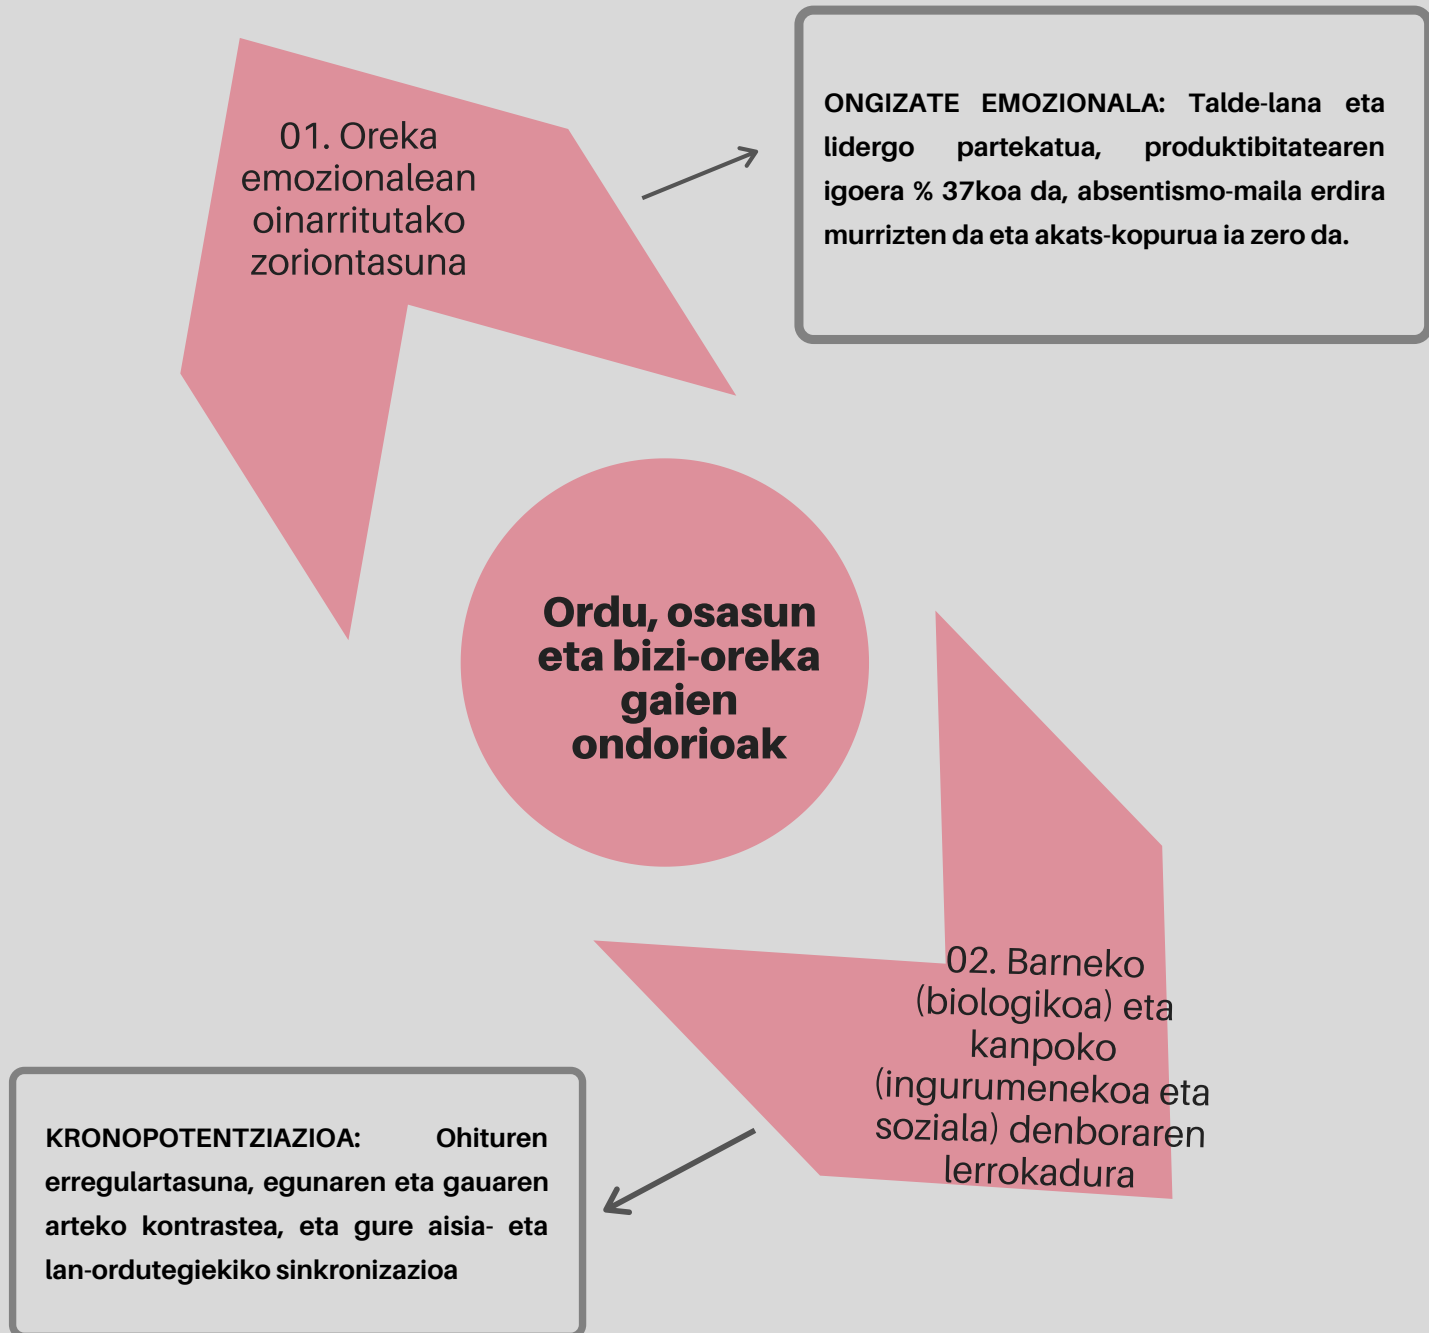 01. Oreka
emozionalean
oinarritutako
zoriontasuna
ONGIZATE EMOZIONALA: Talde-lana eta
lidergo partekatua, produktibitatearen
igoera % 37koa da, absentismo-maila erdira
murrizten da eta akats-kopurua ia zero da.
Ordu, osasun
eta bizi-oreka
gaien
ondorioak
02. Barneko
(biologikoa) eta
kanpoko
(ingurumenekoa eta
soziala) denboraren
lerrokadura
KRONOPOTENTZIAZIOA: Ohituren
erregulartasuna, egunaren eta gauaren
arteko kontrastea, eta gure aisia- eta
lan-ordutegiekiko sinkronizazioa